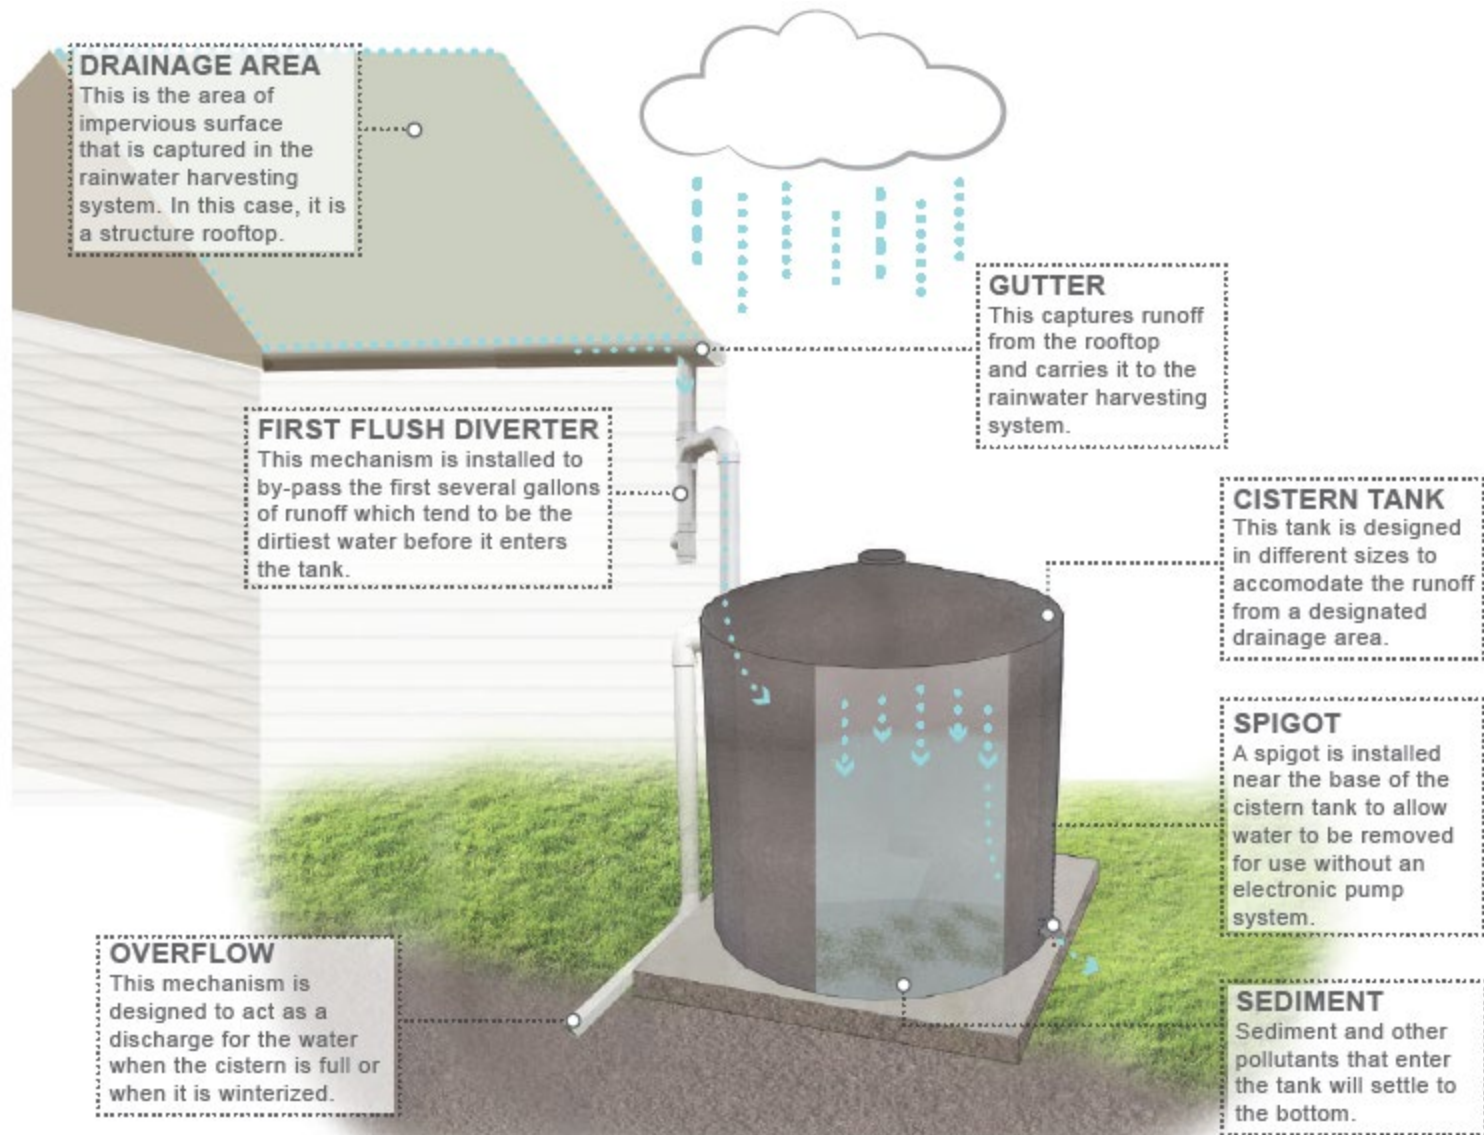 DRAINAGE AREA
This is the area of
impervious surface
that is captured in the
rainwater harvesting
system. In this case, it is
a structure rooftop.
GUTTER
This captures runoff
from the rooftop
and carries it to the
rainwater harvesting
system.
FIRST FLUSH DIVERTER
This mechanism is installed to
by-pass the first several gallons
of runoff which tend to be the
dirtiest water before it enters
the tank.
CISTERN TANK
This tank is designed
in different sizes to
accomodate the runoff
from a designated
drainage area.
SPIGOT
A spigot is installed
near the base of the
cistern tank to allow
water to be removed
for use without an
electronic pump
system.
OVERFLOW
This mechanism is
designed to act as a
discharge for the water
when the cistern is full or
when it is winterized.
SEDIMENT
Sediment and other
pollutants that enter
the tank will settle to
the bottom.